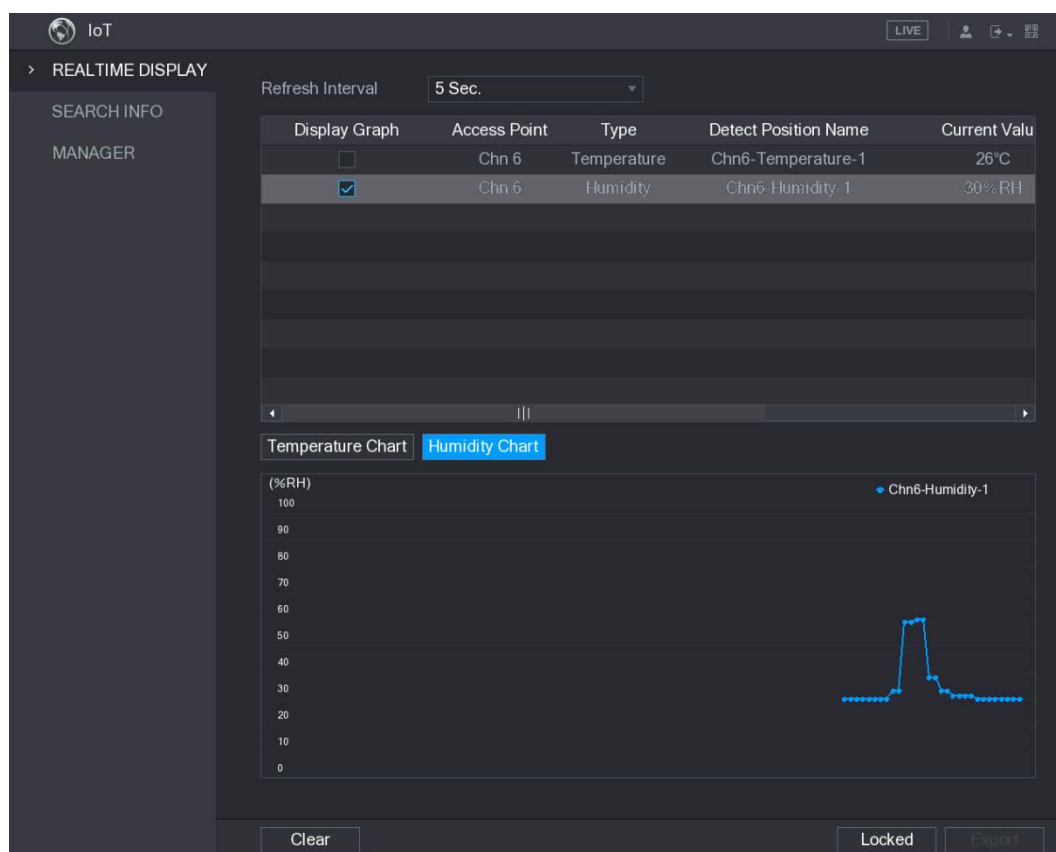 IoT
LIVE
REALTIME DISPLAY
SEARCH INFO
MANAGER
Refresh Interval 5 Sec.
Display Graph Access Point Type Detect Position Name Current Valu
Chn 6 Temperature Chn6-Temperature-1 26°C
Chn 6 Humidity Chn6-Humidity-1 30%RH
Temperature Chart Humidity Chart
(%RH)
Chn6-Humidity-1
100
90
80
70
60
50
40
30
20
10
0
Clear Locked Export